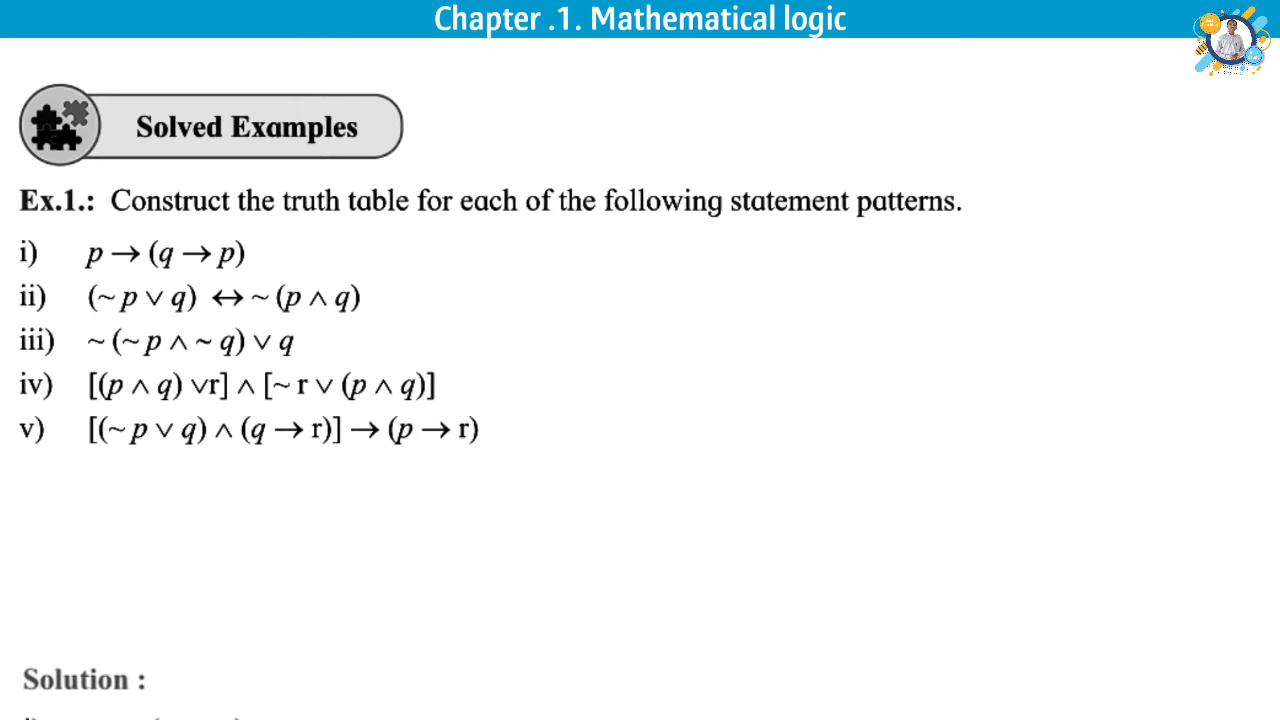 Chapter .1. Mathematical logic
Solved Examples
Ex.1.: Construct the truth table for each of the following statement patterns.
i) p → (q → p)
ii) (~ p ∨ q) ↔ ~ (p ∧ q)
iii) ~ (~ p ∧ ~ q) ∨ q
iv) [(p ∧ q) ∨r] ∧ [~ r ∨ (p ∧ q)]
v) [(~ p ∨ q) ∧ (q → r)] → (p → r)
Solution :